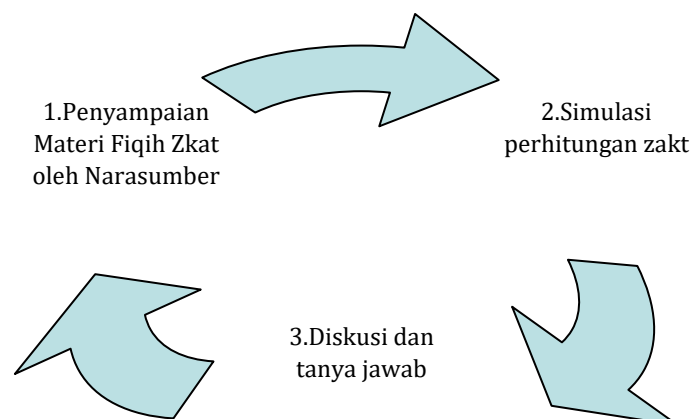 1.Penyampaian
Materi Fiqih Zkat
oleh Narasumber
2.Simulasi
perhitungan zakt
3.Diskusi dan
tanya jawab